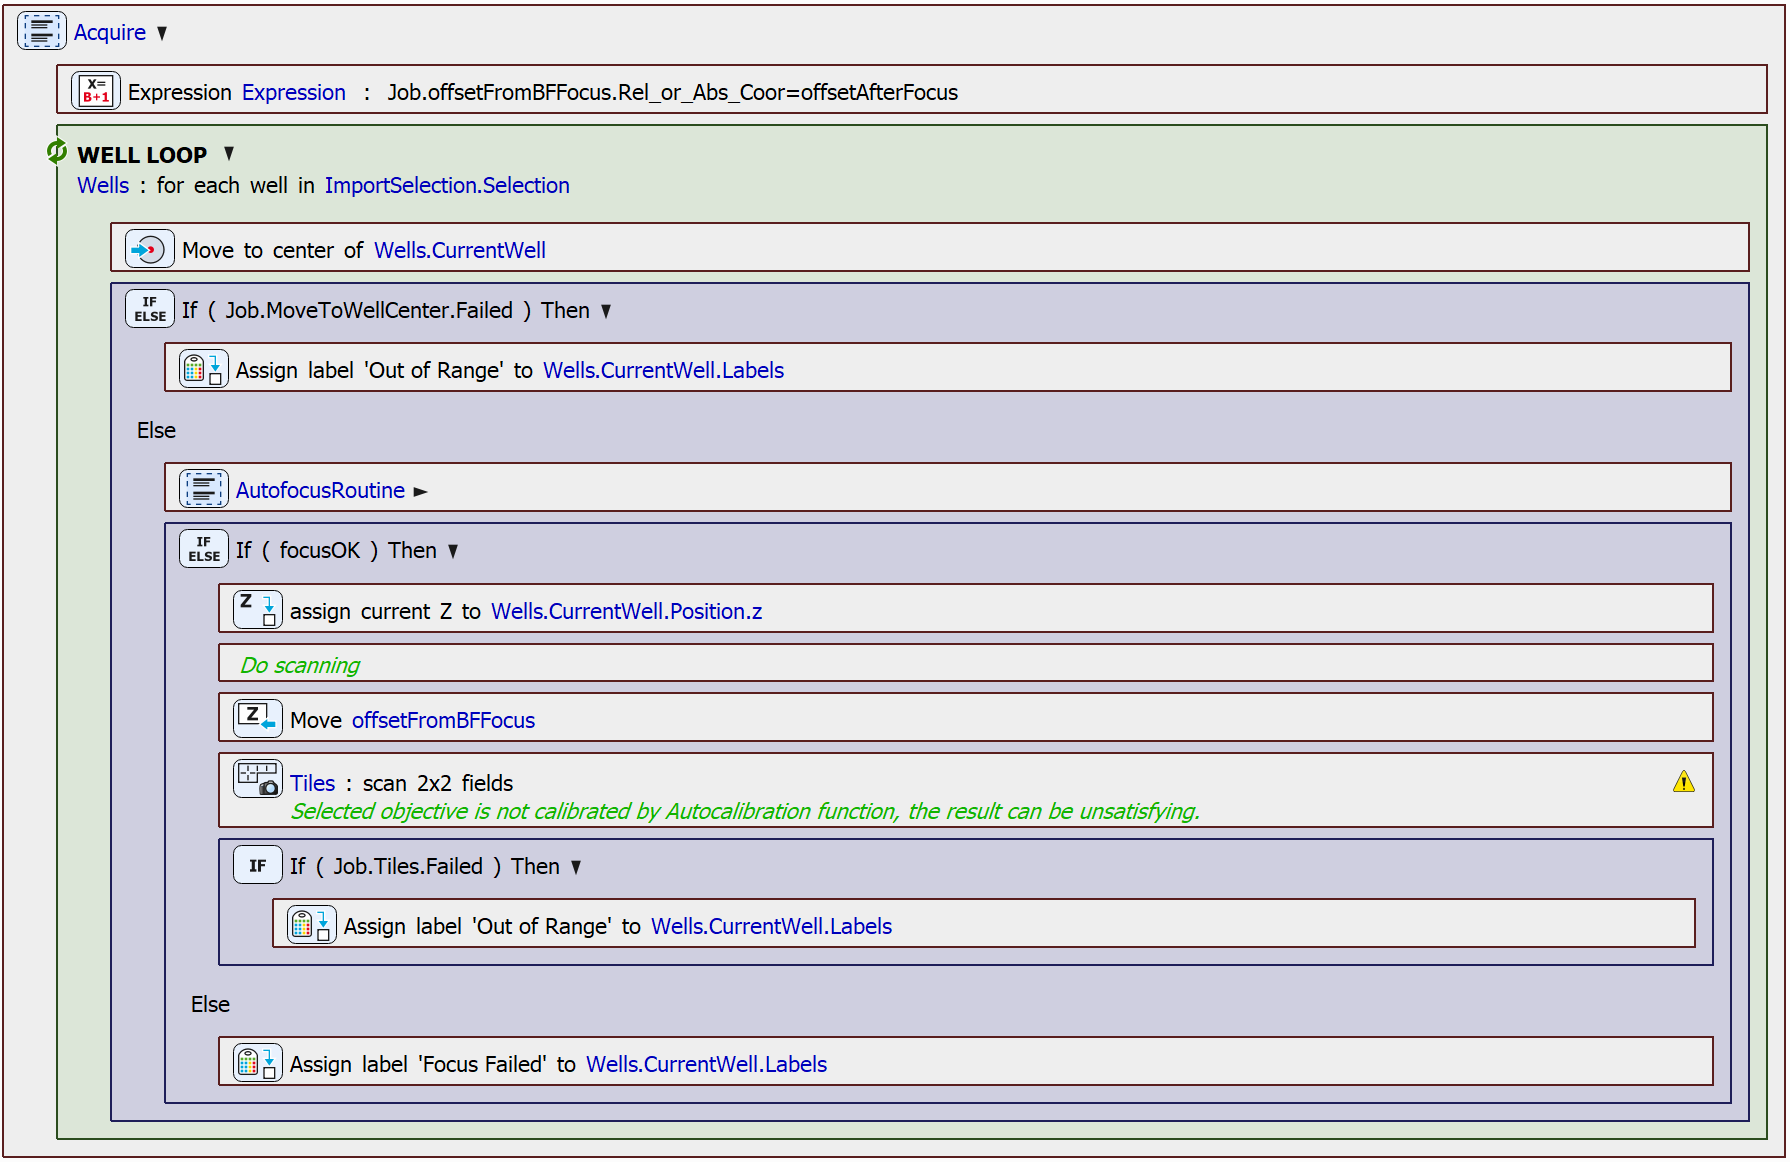 Acquire
X=
B+1
Expression Expression : Job.offsetFromBFFocus.Rel_or_Abs_Coor=offsetAfterFocus
WELL LOOP
Wells : for each well in ImportSelection.Selection
Move to center of Wells.CurrentWell
IF
ELSE
If ( Job.MoveToWellCenter.Failed ) Then
Assign label 'Out of Range' to Wells.CurrentWell.Labels
Else
AutofocusRoutine
IF
ELSE
If ( focusOK ) Then
Z
assign current Z to Wells.CurrentWell.Position.z
Do scanning
Z
Move offsetFromBFFocus
Tiles : scan 2x2 fields
Selected objective is not calibrated by Autocalibration function, the result can be unsatisfying.
IF
If ( Job.Tiles.Failed ) Then
Assign label 'Out of Range' to Wells.CurrentWell.Labels
Else
Assign label 'Focus Failed' to Wells.CurrentWell.Labels